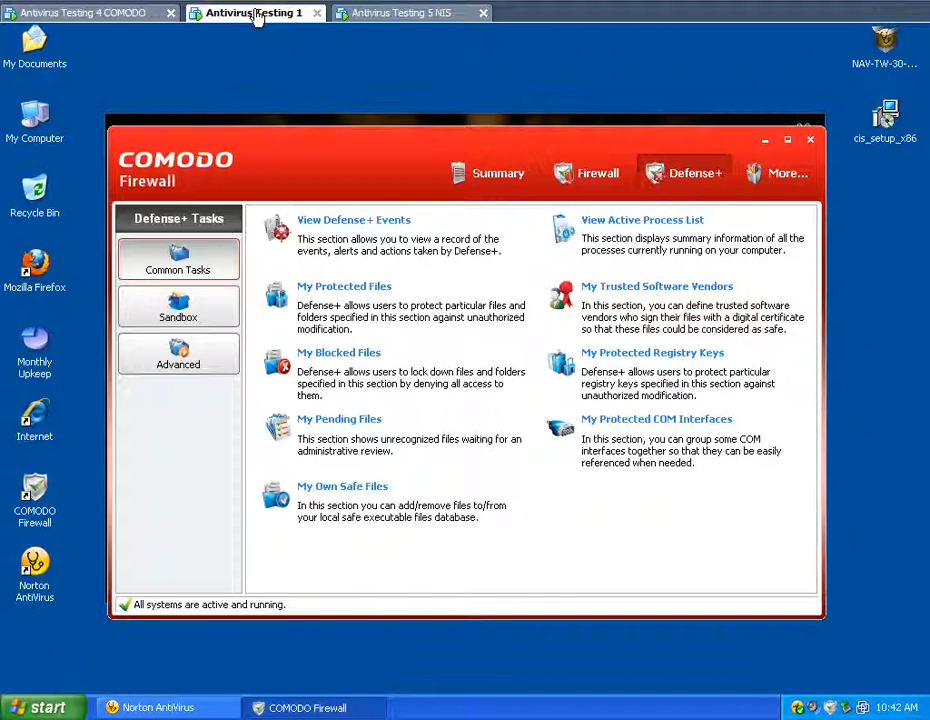 Antivirus Testing 4 COMODO
Antivirus Testing 1
Antivirus Testing 5 NIS
My Documents
My Computer
Recycle Bin
Mozilla Firefox
Monthly
Upkeep
Internet
COMODO
Firewall
Norton
AntiVirus
NAV-TW-30-...
cis_setup_x86
COMODO
Firewall
Summary
Firewall
Defense+
More...
Defense+ Tasks
Common Tasks
Sandbox
Advanced
View Defense+ Events
This section allows you to view a record of the
events, alerts and actions taken by Defense+.
My Protected Files
Defense+ allows users to protect particular files and
folders specified in this section against unauthorized
modification.
My Blocked Files
Defense+ allows users to lock down files and folders
specified in this section by denying all access to
them.
My Pending Files
This section shows unrecognized files waiting for an
administrative review.
My Own Safe Files
In this section you can add/remove files to/from
your local safe executable files database.
View Active Process List
This section displays summary information of all the
processes currently running on your computer.
My Trusted Software Vendors
In this section, you can define trusted software
vendors who sign their files with a digital certificate
so that these files could be considered as safe.
My Protected Registry Keys
Defense+ allows users to protect particular
registry keys specified in this section against
unauthorized modification.
My Protected COM Interfaces
In this section, you can group some COM
interfaces together so that they can be easily
referenced when needed.
All systems are active and running.
start
Norton AntiVirus
COMODO Firewall
10:42 AM